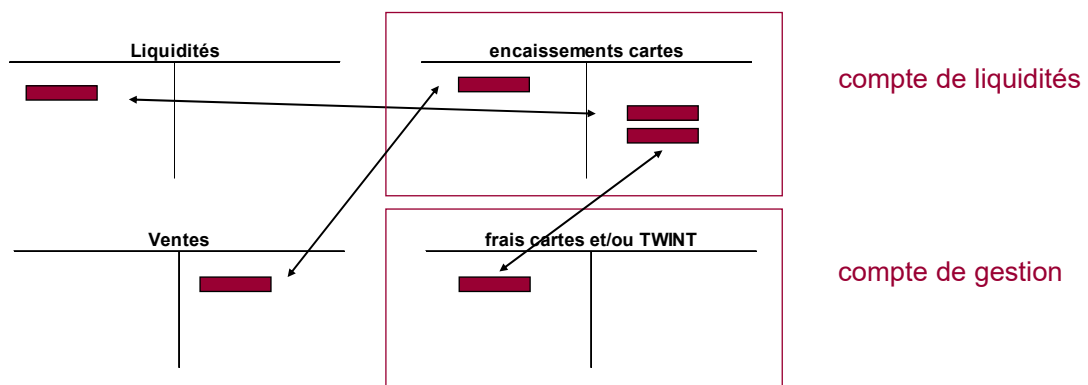 Liquidités
encaissements cartes
compte de liquidités
Ventes
frais cartes et/ou TWINT
compte de gestion